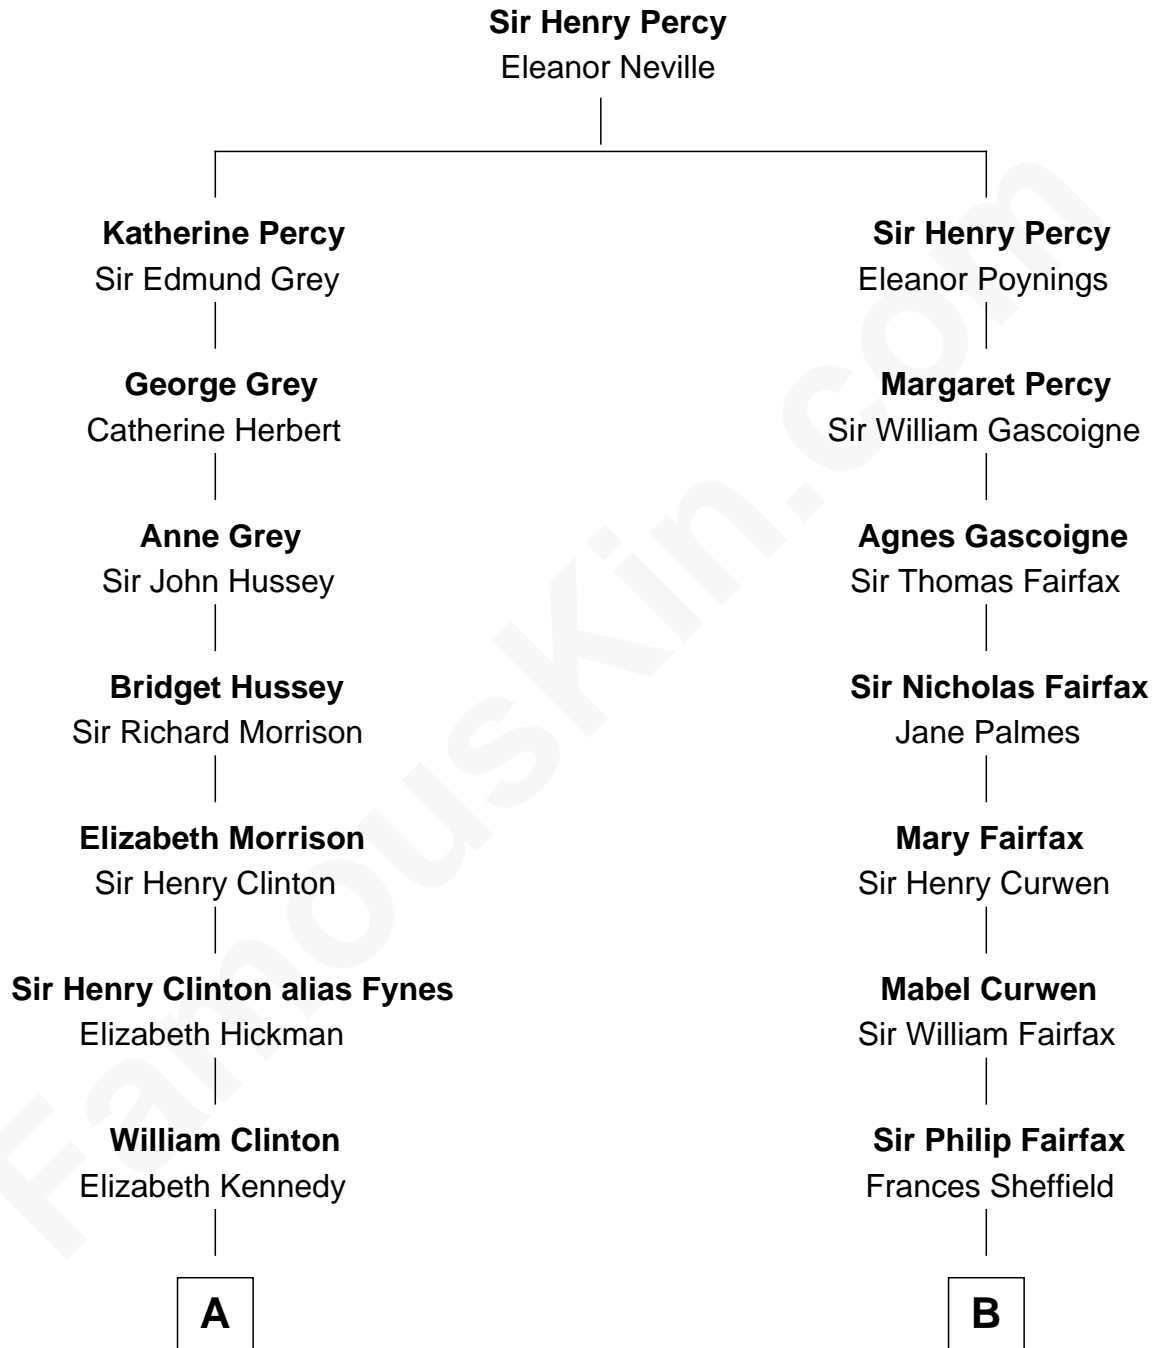 Sir Henry Percy
Eleanor Neville
Katherine Percy
Sir Edmund Grey
George Grey
Catherine Herbert
Anne Grey
Sir John Hussey
Bridget Hussey
Sir Richard Morrison
Elizabeth Morrison
Sir Henry Clinton
Sir Henry Clinton alias Fynes
Elizabeth Hickman
William Clinton
Elizabeth Kennedy
A
Sir Henry Percy
Eleanor Poynings
Margaret Percy
Sir William Gascoigne
Agnes Gascoigne
Sir Thomas Fairfax
Sir Nicholas Fairfax
Jane Palmes
Mary Fairfax
Sir Henry Curwen
Mabel Curwen
Sir William Fairfax
Sir Philip Fairfax
Frances Sheffield
B
FamousKin.com